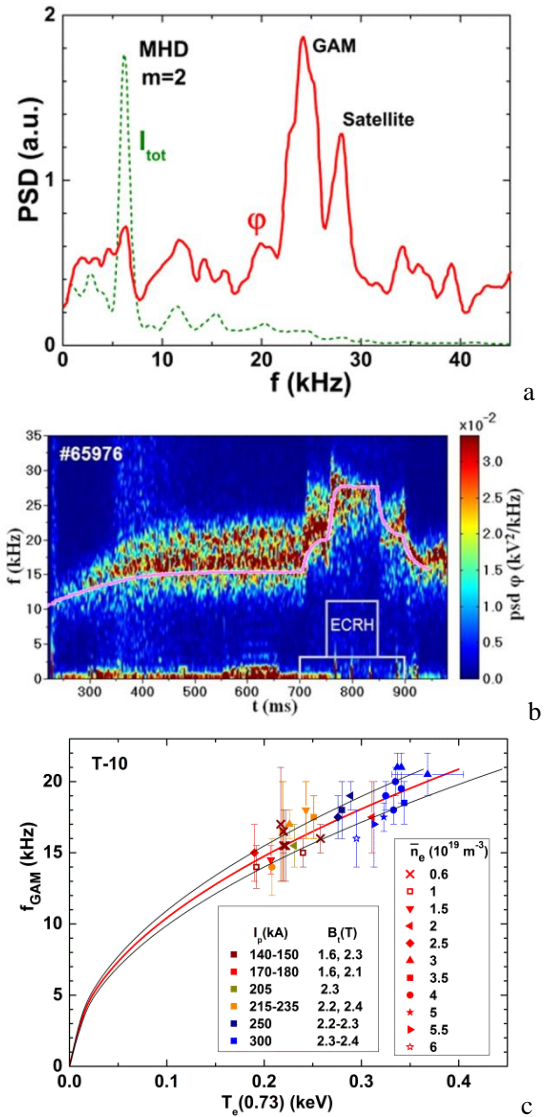 2
MHD
m=2
GAM
Satellite
I_tot
φ
PSD (a.u.)
1
0
0 10 20 30 40
f (kHz)
a
×10⁻²
35
#65976
30
25
20
15
10
5
0
f (kHz)
ECRH
300 400 500 600 700 800 900
t (ms)
3.0
2.5
2.0
1.5
1.0
0.5
0.0
psd φ (kV²/kHz)
b
T-10
20
15
10
5
0
f_GAM (kHz)
n̄_e (10¹⁹ m⁻³)
0.6
1
1.5
2
2.5
3
3.5
4
5
5.5
6
I_p(kA) B_t(T)
140-150 1.6, 2.3
170-180 1.6, 2.1
205 2.3
215-235 2.2, 2.4
250 2.2-2.3
300 2.3-2.4
0.0 0.1 0.2 0.3 0.4
T_e(0.73) (keV)
c